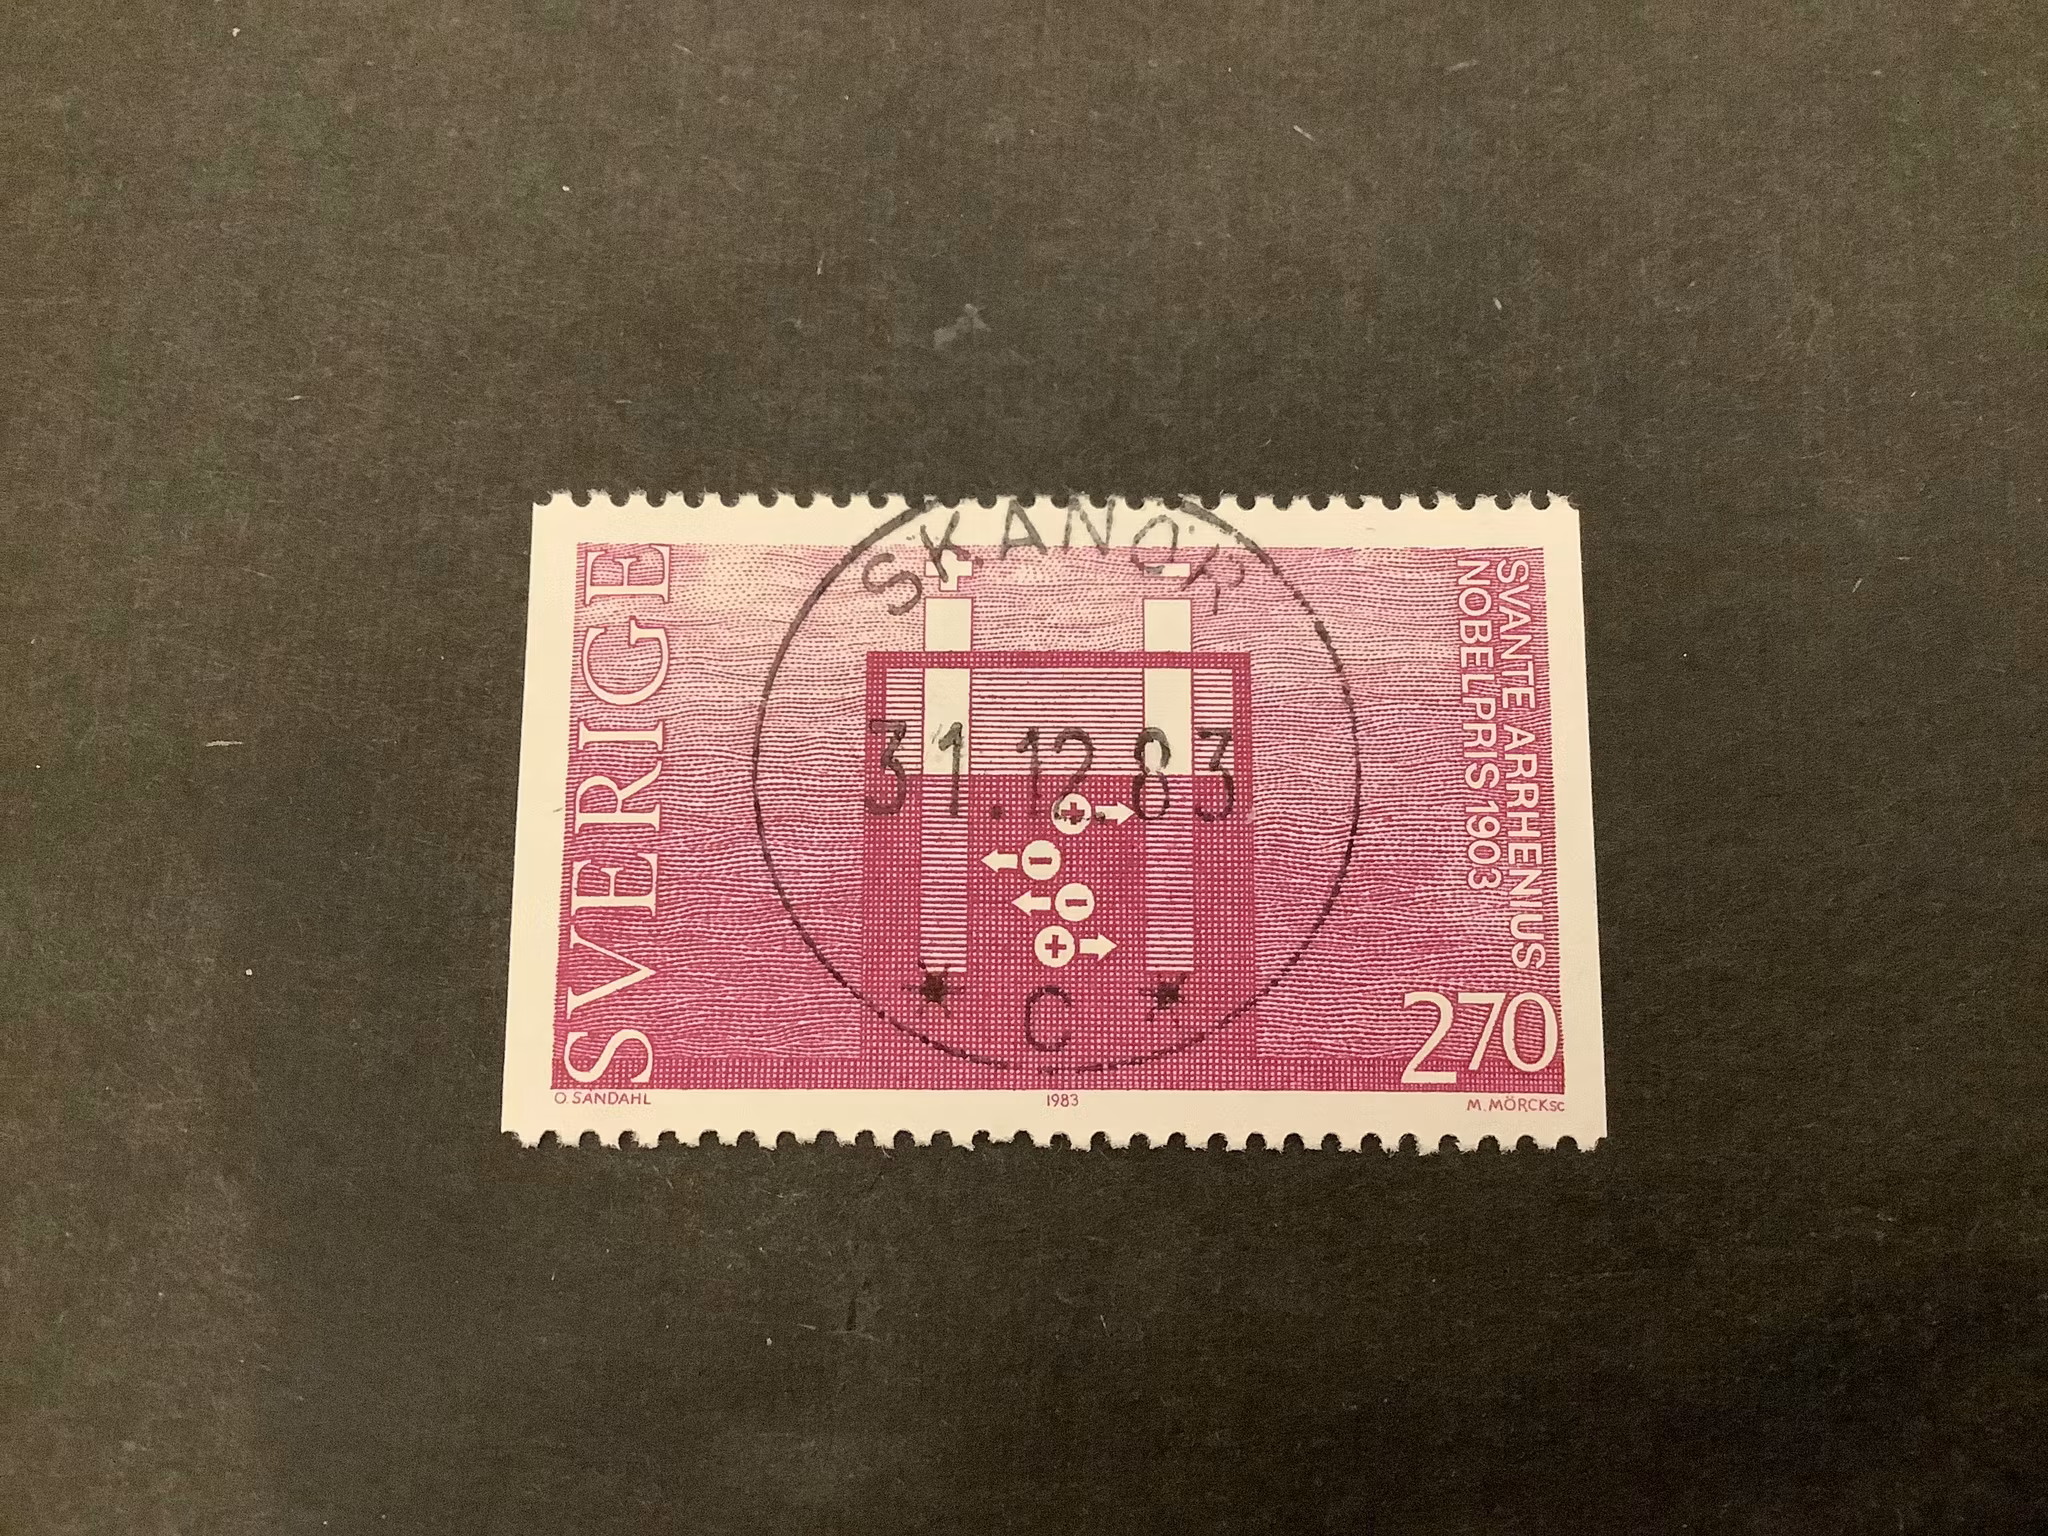 SVERIGE
SKANÖR
31.12.83
C
SVANTE ARRHENIUS
NOBELPRIS 1903
270
O. SANDAHL
1983
M. MÖRCK SC